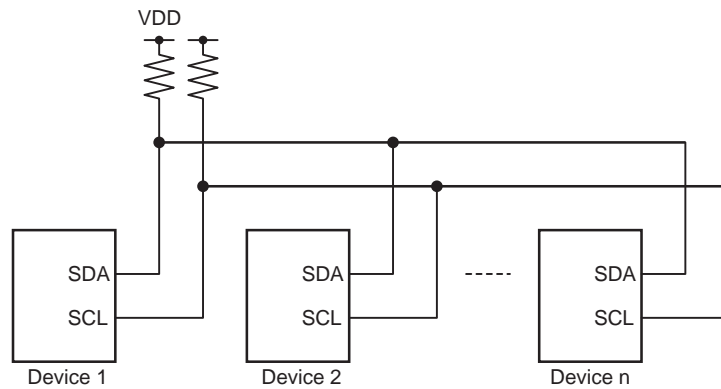 VDD
SDA
SCL
Device 1
SDA
SCL
Device 2
SDA
SCL
Device n